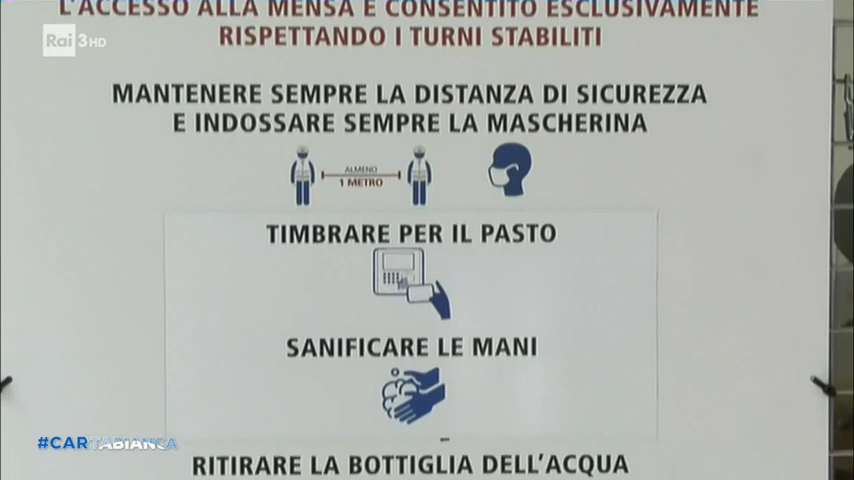 L'ACCESSO ALLA MENSA È CONSENTITO ESCLUSIVAMENTE
RISPETTANDO I TURNI STABILITI
Rai 3HD
MANTENERE SEMPRE LA DISTANZA DI SICUREZZA
E INDOSSARE SEMPRE LA MASCHERINA
ALMENO
1 METRO
TIMBRARE PER IL PASTO
SANIFICARE LE MANI
#CARTABIANCA
RITIRARE LA BOTTIGLIA DELL'ACQUA